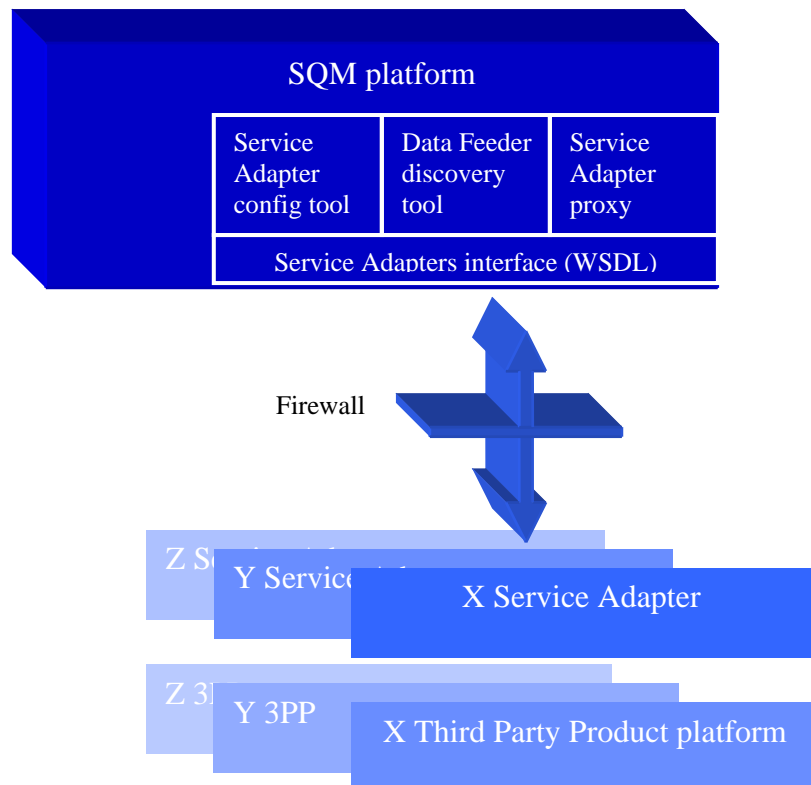 SQM platform
Service
Adapter
config tool
Data Feeder
discovery
tool
Service
Adapter
proxy
Service Adapters interface (WSDL)
Firewall
Z
Y Service
X Service Adapter
Z
Y 3PP
X Third Party Product platform